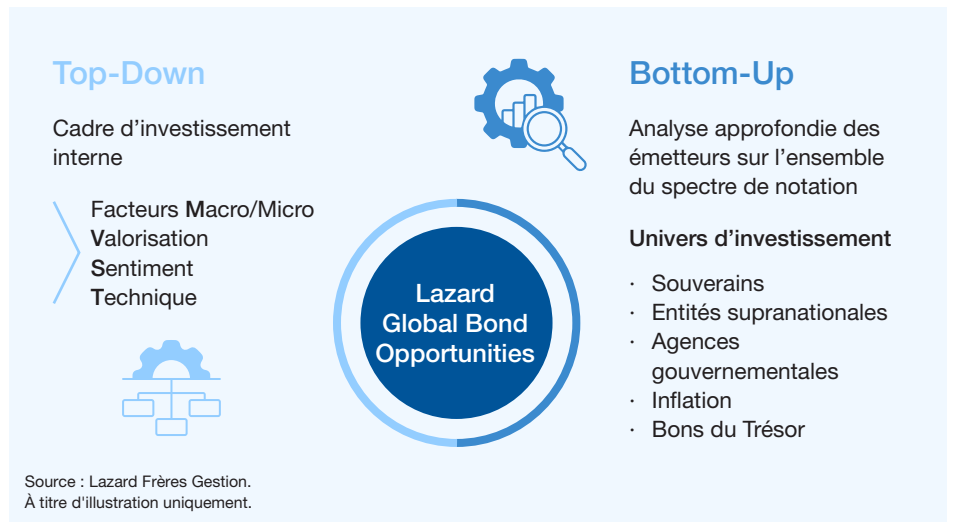 Top-Down
Cadre d’investissement
interne
Facteurs Macro/Micro
Valorisation
Sentiment
Technique
Lazard
Global Bond
Opportunities
Bottom-Up
Analyse approfondie des
émetteurs sur l’ensemble
du spectre de notation
Univers d’investissement
· Souverains
· Entités supranationales
· Agences
gouvernementales
· Inflation
· Bons du Trésor
Source : Lazard Frères Gestion.
À titre d'illustration uniquement.